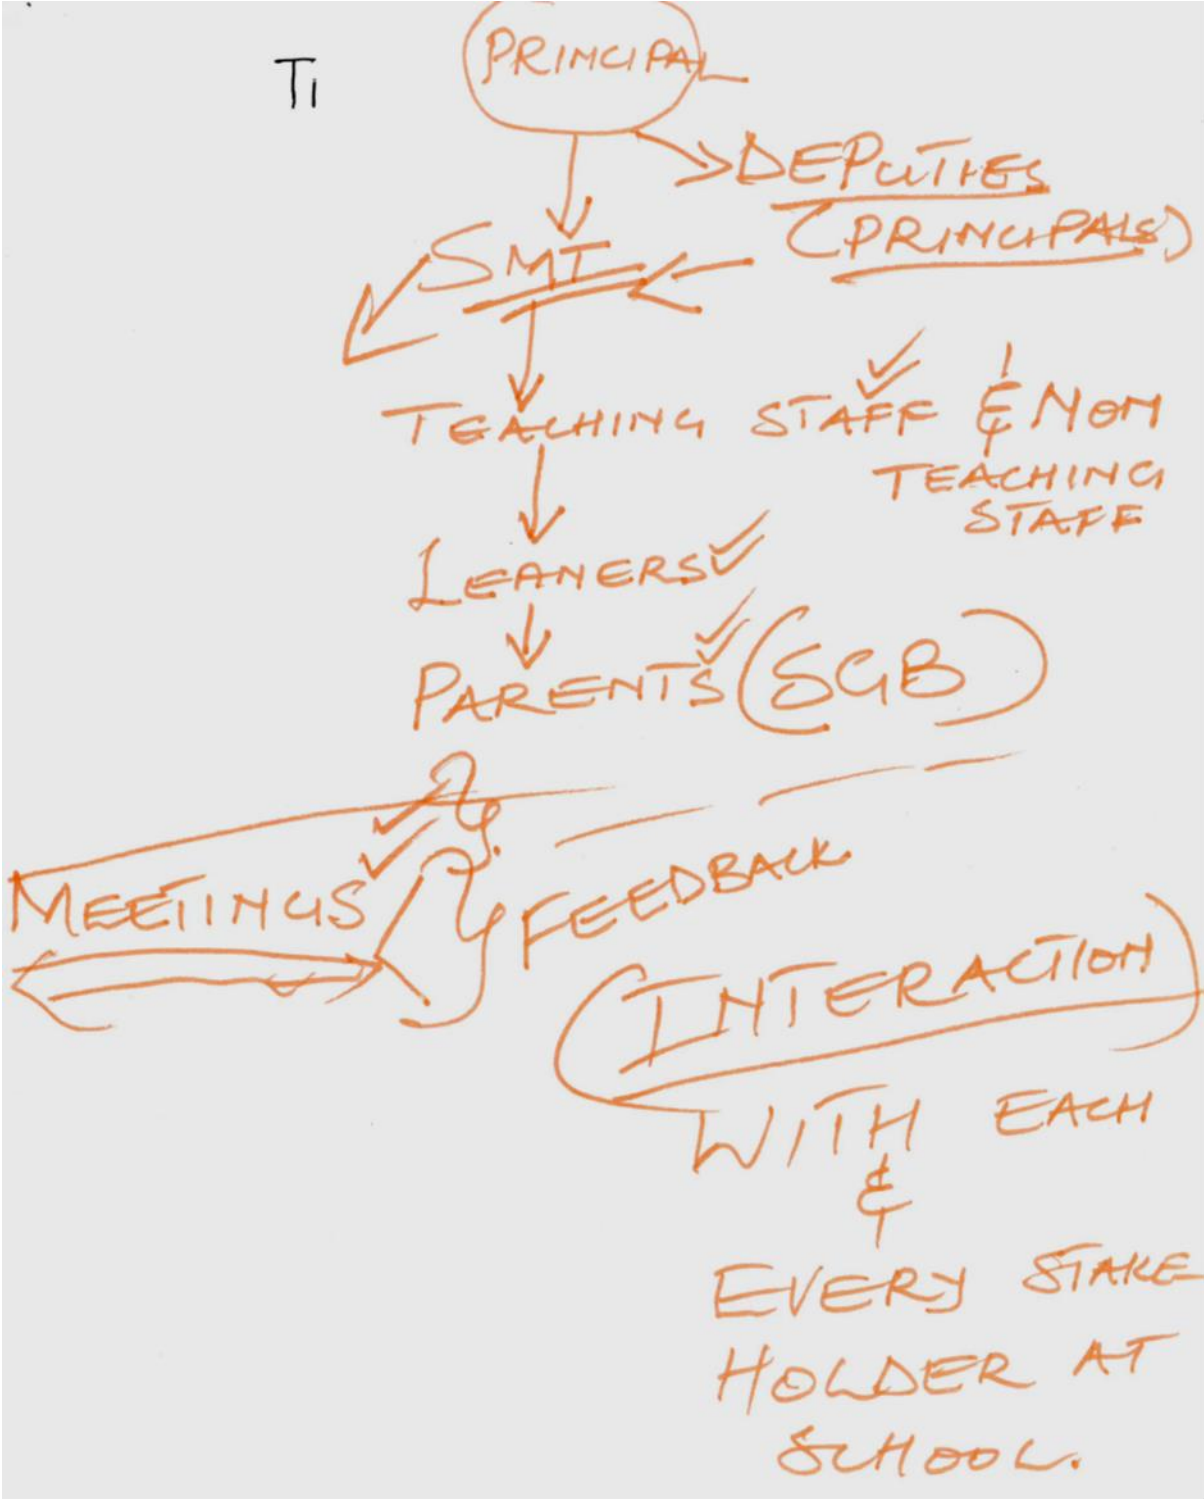 T1
PRINCIPAL
DEPUTIES
(PRINCIPALS)
SMT
TEACHING STAFF & NON
TEACHING
STAFF
LEANERS
PARENTS (SGB)
MEETINGS
FEEDBACK
(INTERACTION)
WITH EACH
&
EVERY STAKE
HOLDER AT
SCHOOL.